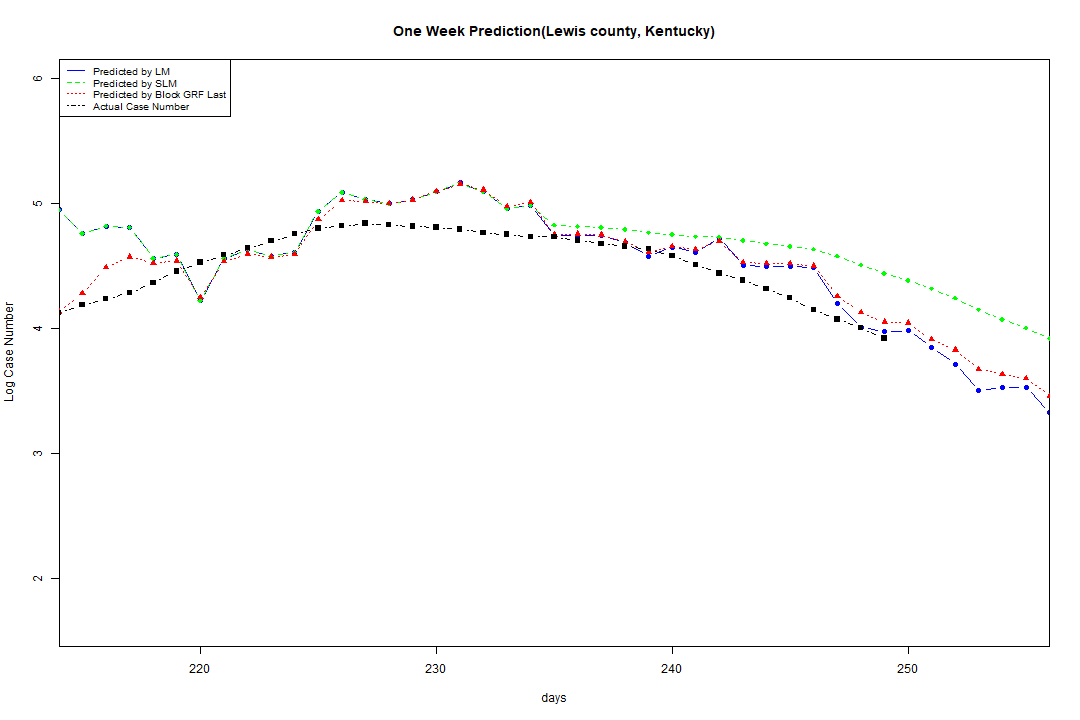 One Week Prediction(Lewis county, Kentucky)
Predicted by LM
Predicted by SLM
Predicted by Block GRF Last
Actual Case Number
6
5
4
3
2
Log Case Number
220
230
240
250
days